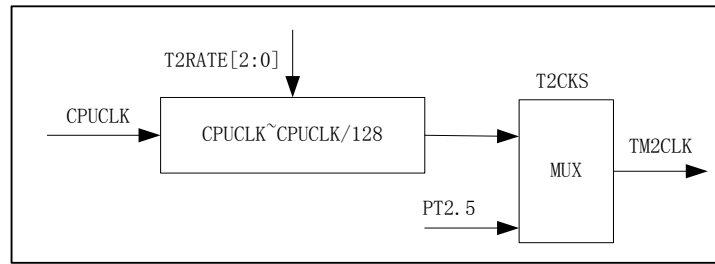 T2RATE[2:0]
T2CKS
CPUCLK
CPUCLK~CPUCLK/128
TM2CLK
MUX
PT2.5